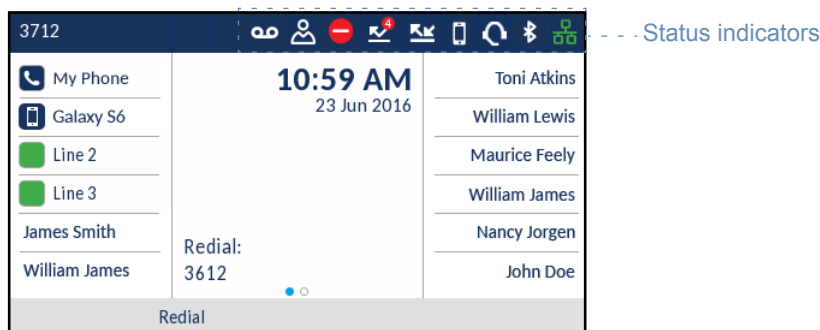 3712
4
Status indicators
My Phone
Galaxy S6
Line 2
Line 3
James Smith
William James
10:59 AM
23 Jun 2016
Redial:
3612
Toni Atkins
William Lewis
Maurice Feely
William James
Nancy Jorgen
John Doe
Redial